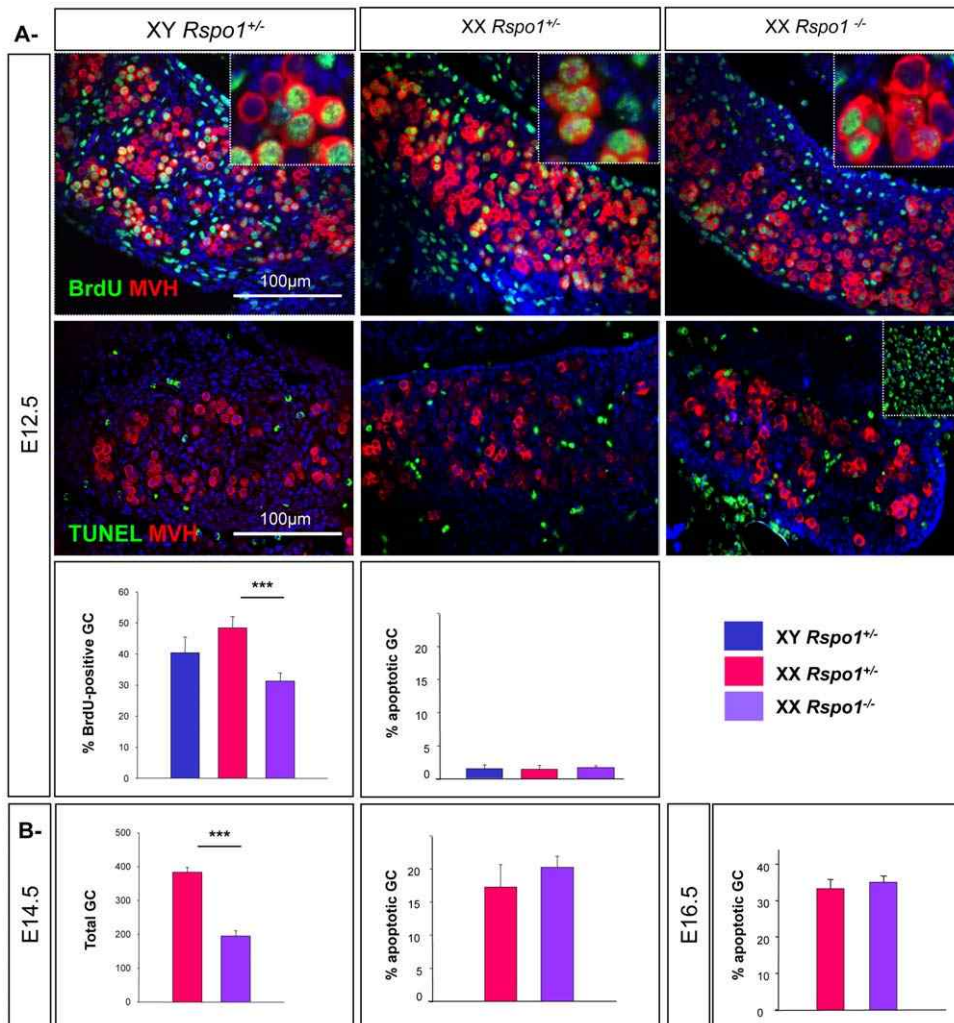 A-
XY Rspo1+/-
XX Rspo1+/-
XX Rspo1 -/-
E12.5
BrdU MVH
100µm
TUNEL MVH
100µm
% BrdU-positive GC
60
50
40
30
20
10
0
***
% apoptotic GC
20
15
10
5
0
XY Rspo1+/-
XX Rspo1+/-
XX Rspo1-/-
B-
E14.5
Total GC
500
400
300
200
100
0
***
% apoptotic GC
20
15
10
5
0
E16.5
% apoptotic GC
40
30
20
10
0